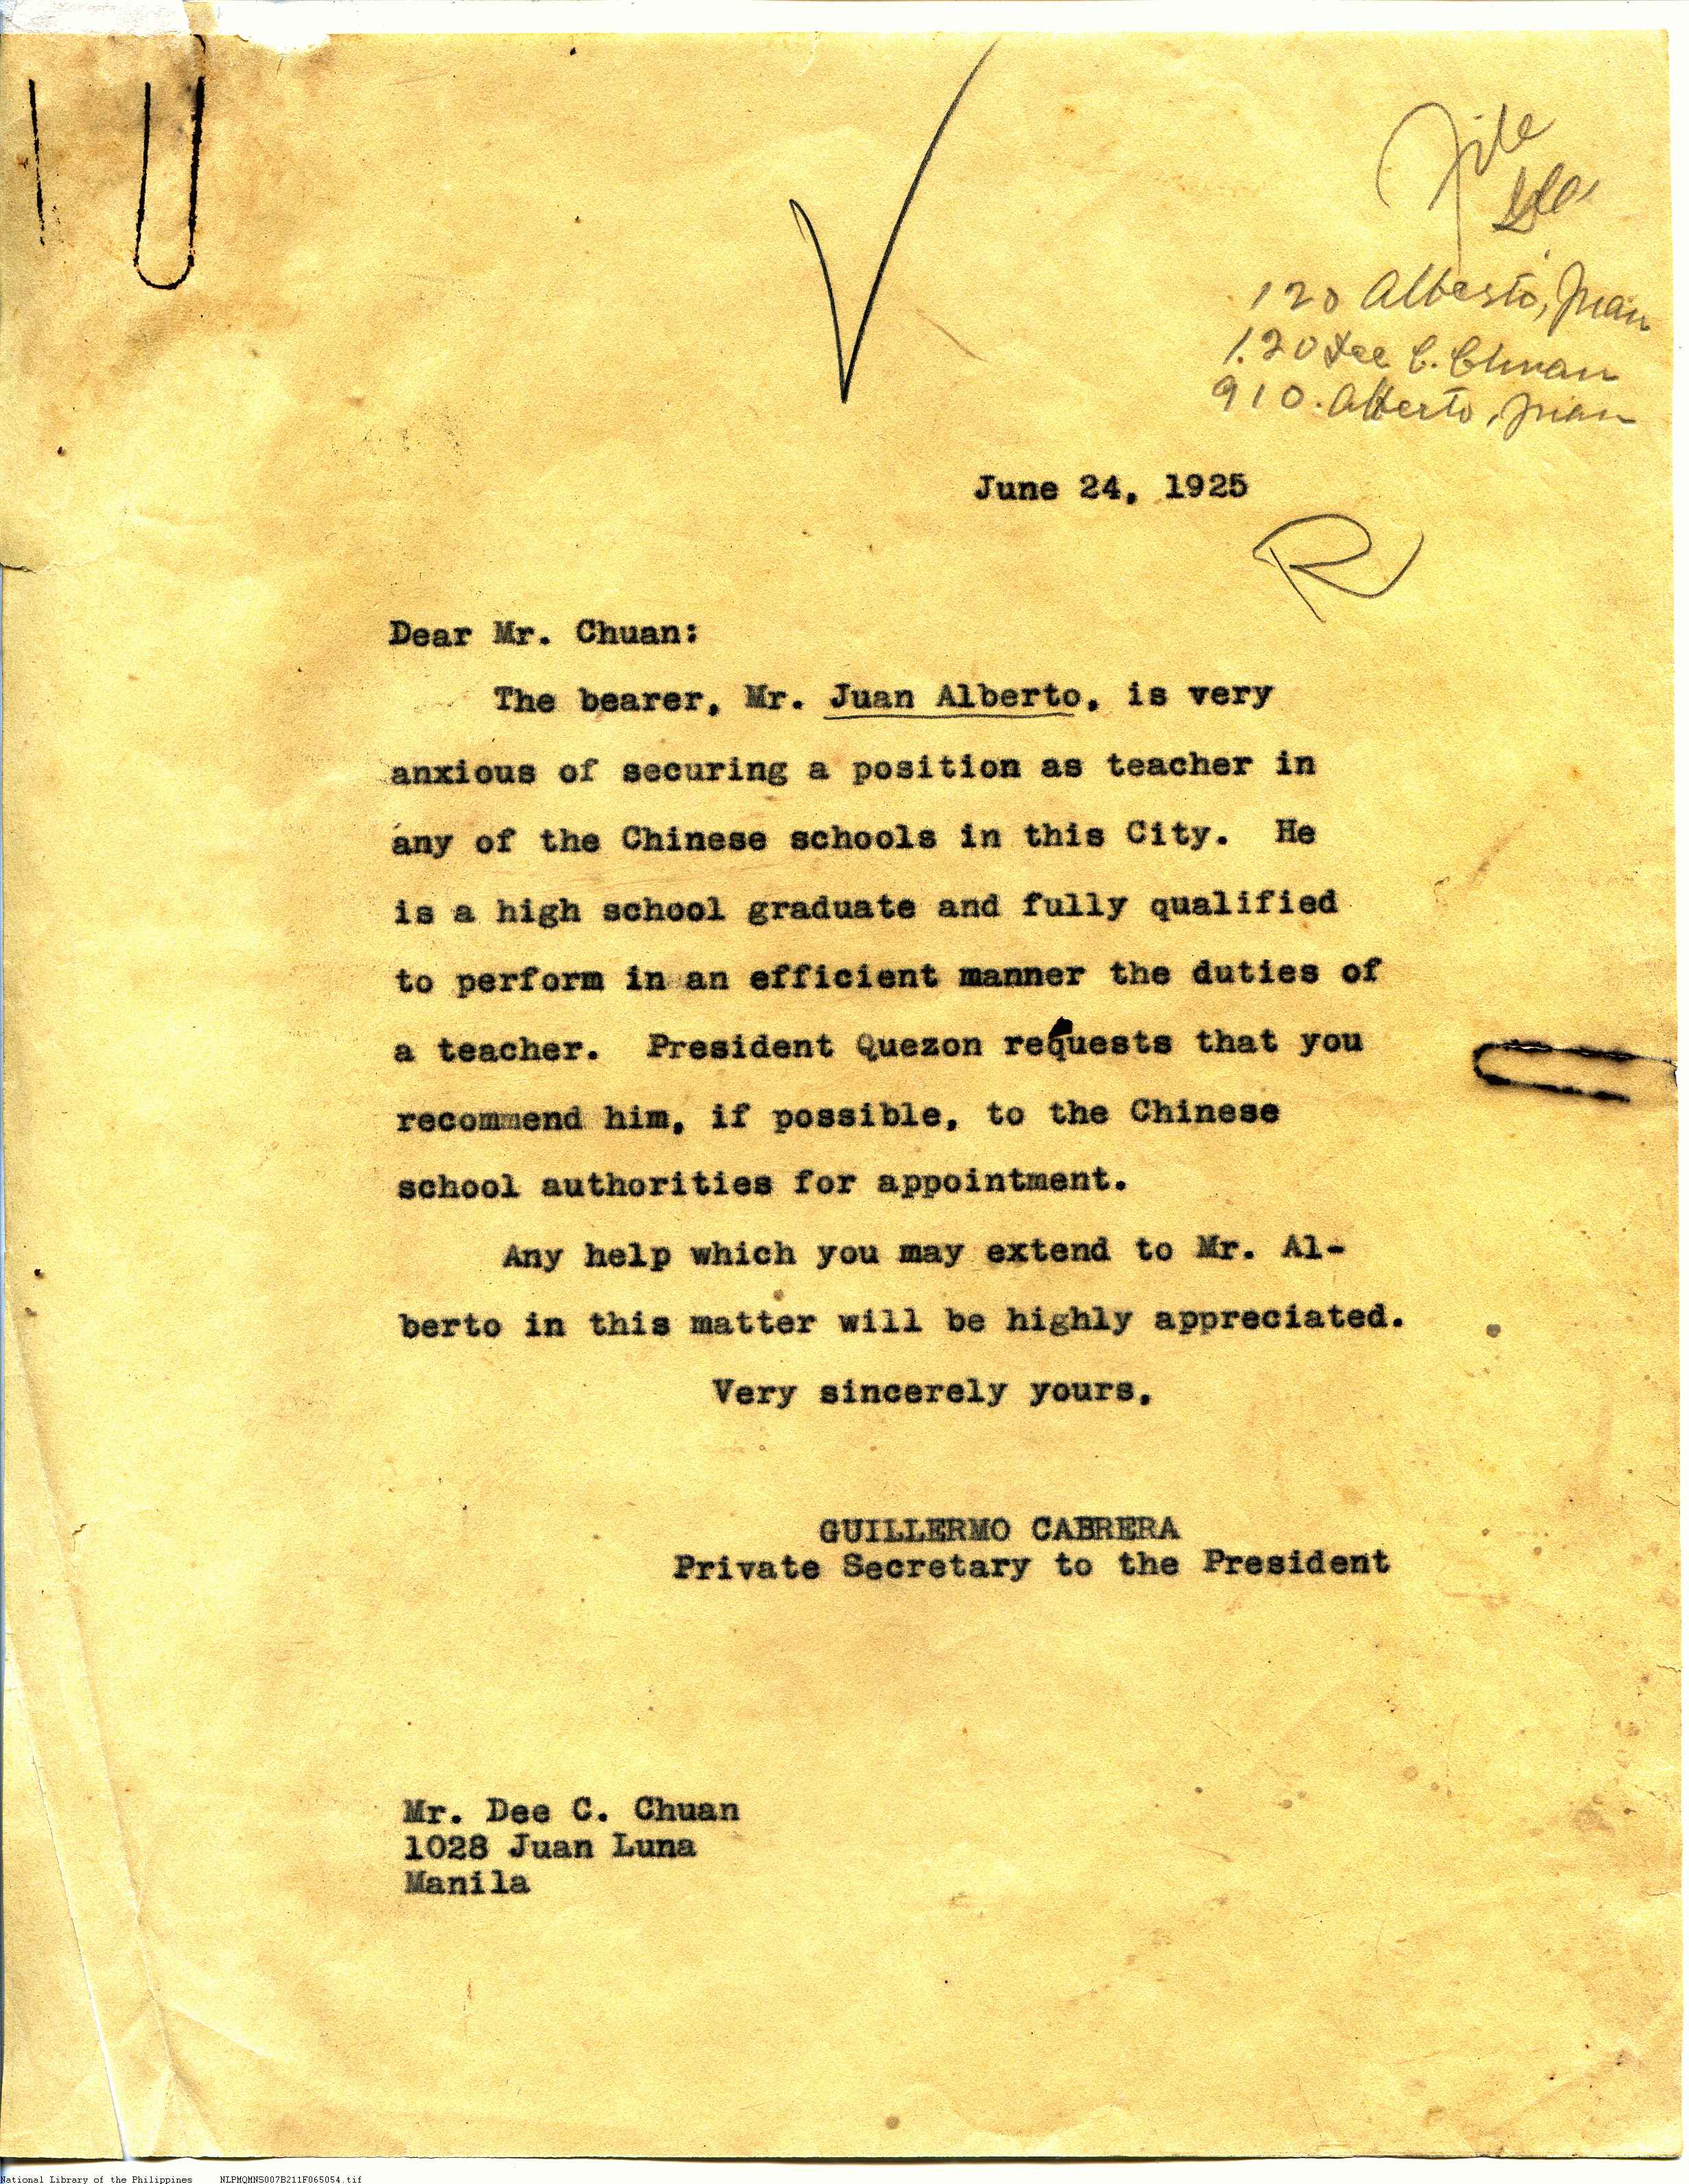 File
120 Alberto, Juan
120 Dee C. Chuan
910. Alberto, Juan
June 24, 1925
R
Dear Mr. Chuan:
The bearer, Mr. Juan Alberto, is very
anxious of securing a position as teacher in
any of the Chinese schools in this City. He
is a high school graduate and fully qualified
to perform in an efficient manner the duties of
a teacher. President Quezon requests that you
recommend him, if possible, to the Chinese
school authorities for appointment.
Any help which you may extend to Mr. Al-
berto in this matter will be highly appreciated.
Very sincerely yours,
GUILLERMO CABRERA
Private Secretary to the President
Mr. Dee C. Chuan
1028 Juan Luna
Manila
National Library of the Philippines NLPMQMNS007B211F065054.tif